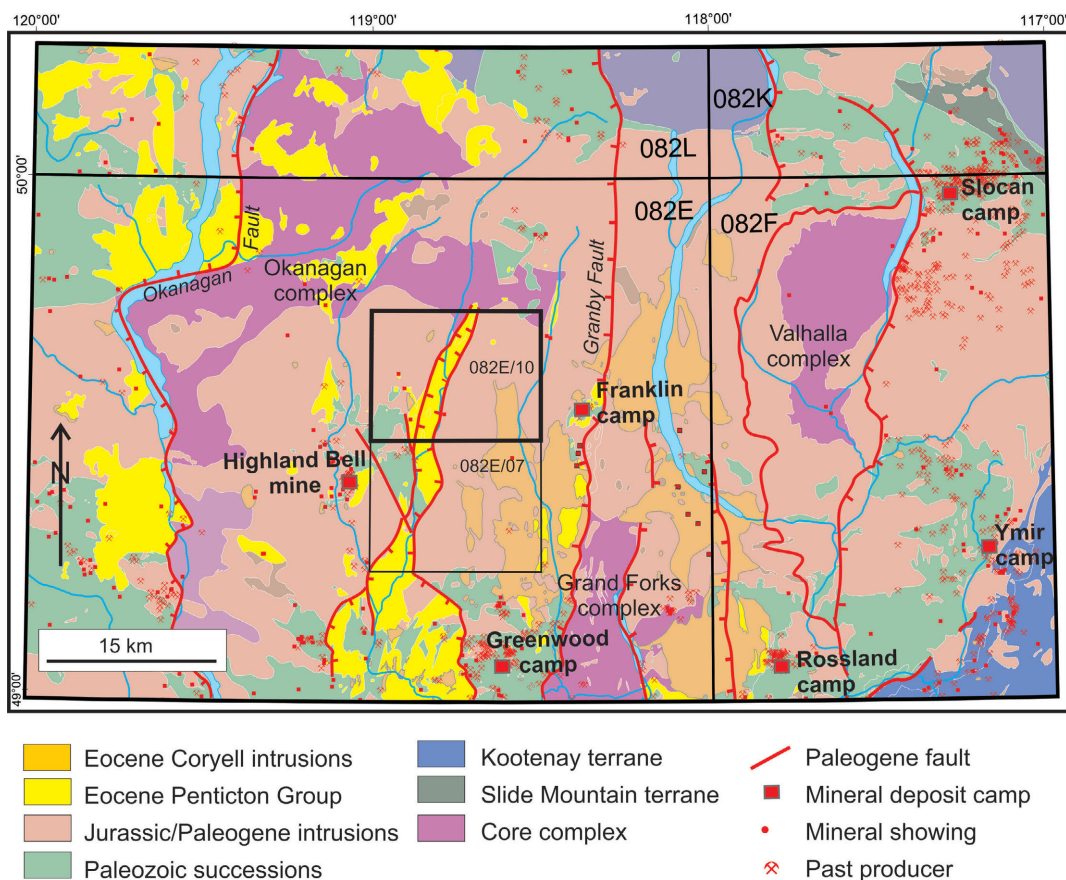 120°00'
119°00'
118°00'
117°00'
082K
082L
50°00'
Slocan
camp
082E
082F
Fault
Okanagan
Okanagan
complex
Granby Fault
Valhalla
complex
082E/10
Franklin
camp
N
Highland Bell
mine
082E/07
Ymir
camp
Grand Forks
complex
15 km
Greenwood
camp
Rossland
camp
49°00'
Eocene Coryell intrusions
Eocene Penticton Group
Jurassic/Paleogene intrusions
Paleozoic successions
Kootenay terrane
Slide Mountain terrane
Core complex
Paleogene fault
Mineral deposit camp
Mineral showing
Past producer